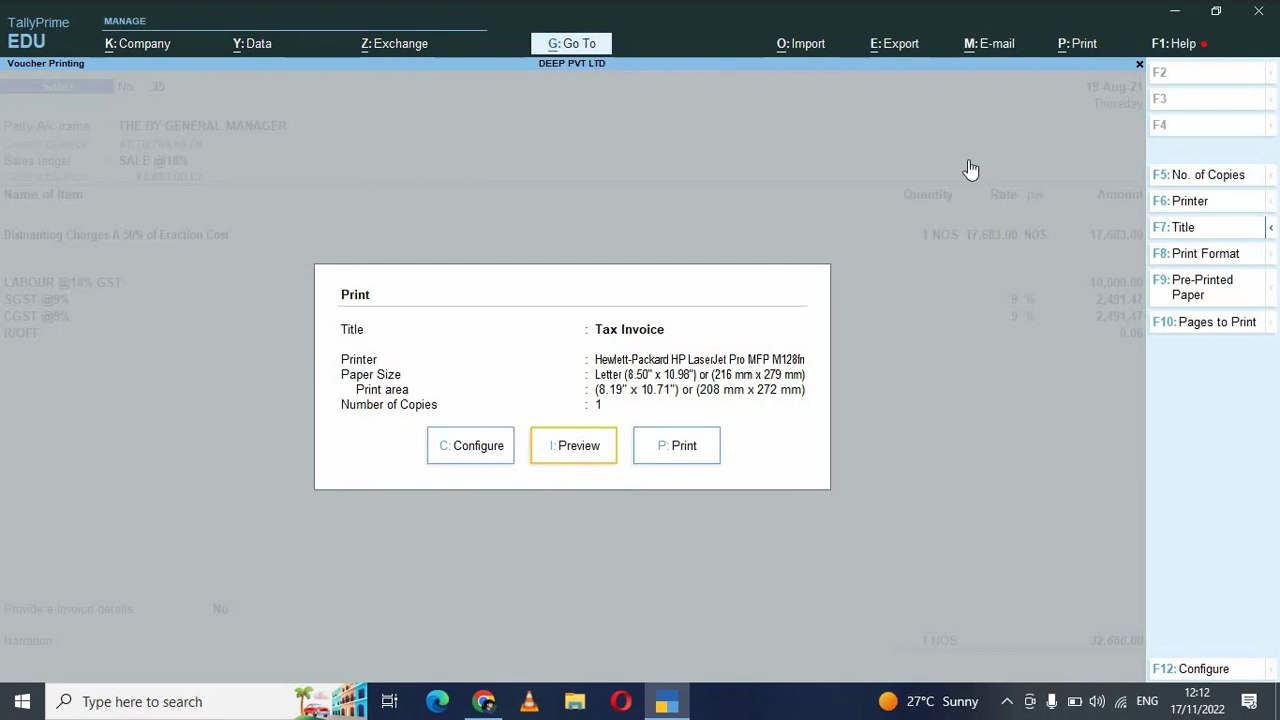 TallyPrime
EDU
MANAGE
K: Company
Y: Data
Z: Exchange
G: Go To
O: Import
E: Export
M: E-mail
P: Print
F1: Help
Voucher Printing
DEEP PVT LTD
×
Sales
No. 35
19-Aug-21
Thursday
Party A/c name
THE DY GENERAL MANAGER
Current balance
Sales ledger
SALE @18%
Current balance
Name of Item
Quantity
Rate per
Amount
Distmanting Charges A 50% of Eraction Cost
1 NOS 17,683.00 NOS
17,683.00
LABOUR @18% GST
10,000.00
SGST @9%
9 %
2,491.47
CGST @9%
9 %
2,491.47
R/OFF
0.06
Print
Title : Tax Invoice
Printer : Hewlett-Packard HP LaserJet Pro MFP M128fn
Paper Size : Letter (8.50" x 10.98") or (216 mm x 279 mm)
Print area : (8.19" x 10.71") or (208 mm x 272 mm)
Number of Copies : 1
C: Configure
I: Preview
P: Print
Provide e-Invoice details
No
Narration
1 NOS
32,666.00
F2
F3
F4
F5: No. of Copies
F6: Printer
F7: Title
F8: Print Format
F9: Pre-Printed
Paper
F10: Pages to Print
F12: Configure
Type here to search
27°C Sunny
ENG
12:12
17/11/2022